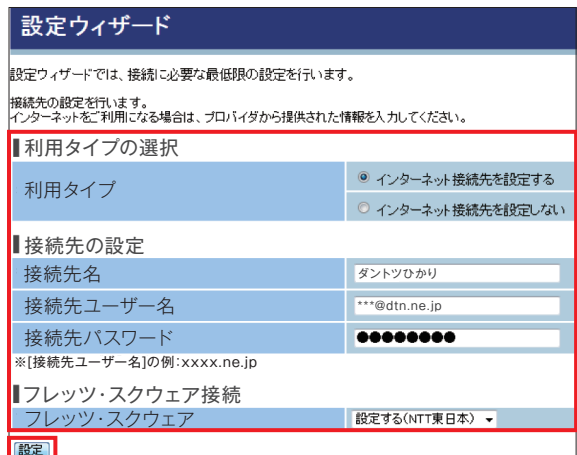 設定ウィザード
設定ウィザードでは、接続に必要な最低限の設定を行います。
接続先の設定を行います。
インターネットをご利用になる場合は、プロバイダから提供された情報を入力してください。
利用タイプの選択
利用タイプ
インターネット接続先を設定する
インターネット接続先を設定しない
接続先の設定
接続先名 ダントツひかり
接続先ユーザー名 ***@dtn.ne.jp
接続先パスワード ●●●●●●●●
※[接続先ユーザー名]の例:xxxx.ne.jp
フレッツ・スクウェア接続
フレッツ・スクウェア 設定する(NTT東日本)
設定